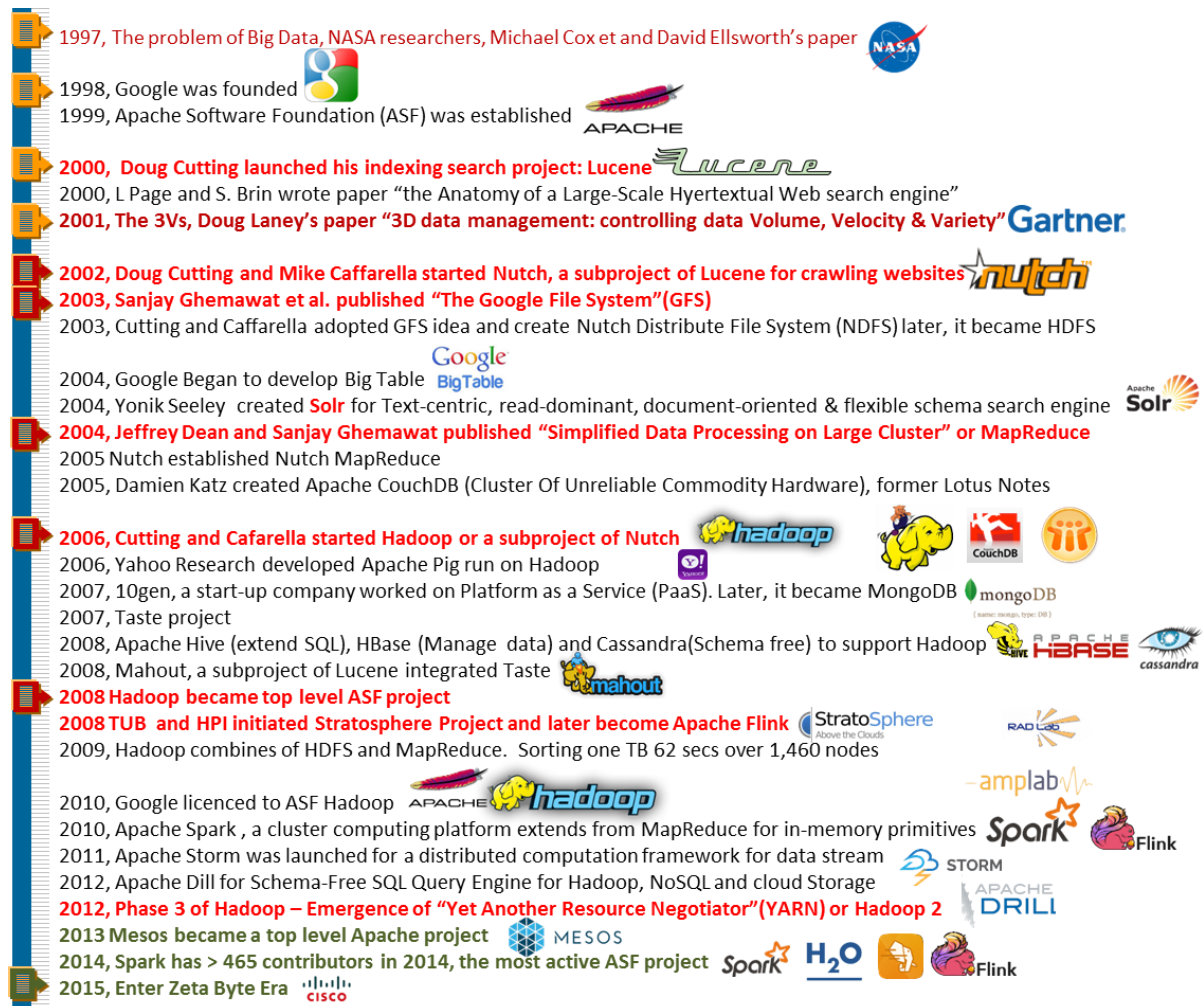 1997, The problem of Big Data, NASA researchers, Michael Cox et and David Ellsworth's paper NASA
1998, Google was founded g
1999, Apache Software Foundation (ASF) was established APACHE
2000, Doug Cutting launched his indexing search project: Lucene Lucene
2000, L Page and S. Brin wrote paper “the Anatomy of a Large-Scale Hyertextual Web search engine”
2001, The 3Vs, Doug Laney's paper “3D data management: controlling data Volume, Velocity & Variety” Gartner.
2002, Doug Cutting and Mike Caffarella started Nutch, a subproject of Lucene for crawling websites nutch™
2003, Sanjay Ghemawat et al. published “The Google File System”(GFS)
2003, Cutting and Caffarella adopted GFS idea and create Nutch Distribute File System (NDFS) later, it became HDFS
Google
2004, Google Began to develop Big Table BigTable
2004, Yonik Seeley created Solr for Text-centric, read-dominant, document-oriented & flexible schema search engine Apache Solr
2004, Jeffrey Dean and Sanjay Ghemawat published “Simplified Data Processing on Large Cluster” or MapReduce
2005 Nutch established Nutch MapReduce
2005, Damien Katz created Apache CouchDB (Cluster Of Unreliable Commodity Hardware), former Lotus Notes
2006, Cutting and Cafarella started Hadoop or a subproject of Nutch hadoop CouchDB
2006, Yahoo Research developed Apache Pig run on Hadoop Y! YAHOO!
2007, 10gen, a start-up company worked on Platform as a Service (PaaS). Later, it became MongoDB mongoDB
{ name: mongo, type: DB }
2007, Taste project
2008, Apache Hive (extend SQL), HBase (Manage data) and Cassandra(Schema free) to support Hadoop HIVE APACHE HBASE cassandra
2008, Mahout, a subproject of Lucene integrated Taste mahout
2008 Hadoop became top level ASF project
2008 TUB and HPI initiated Stratosphere Project and later become Apache Flink StratoSphere Above the Clouds RAD Lab
2009, Hadoop combines of HDFS and MapReduce. Sorting one TB 62 secs over 1,460 nodes
amplab
2010, Google licenced to ASF Hadoop APACHE hadoop
2010, Apache Spark , a cluster computing platform extends from MapReduce for in-memory primitives Spark Flink
2011, Apache Storm was launched for a distributed computation framework for data stream STORM
2012, Apache Dill for Schema-Free SQL Query Engine for Hadoop, NoSQL and cloud Storage APACHE DRILL
2012, Phase 3 of Hadoop – Emergence of “Yet Another Resource Negotiator”(YARN) or Hadoop 2
2013 Mesos became a top level Apache project MESOS
2014, Spark has > 465 contributors in 2014, the most active ASF project Spark H2O Flink
2015, Enter Zeta Byte Era CISCO